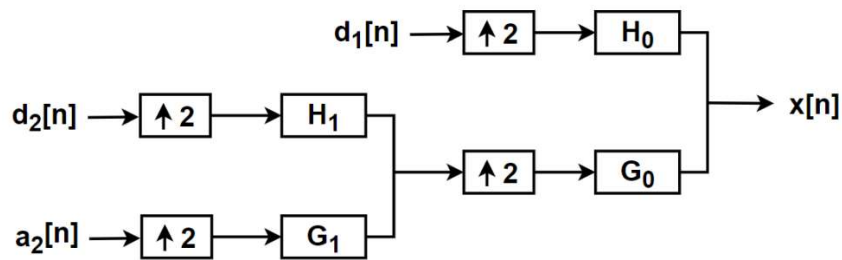 d₁[n] ↑ 2 H₀
x[n]
d₂[n] ↑ 2 H₁
↑ 2 G₀
a₂[n] ↑ 2 G₁